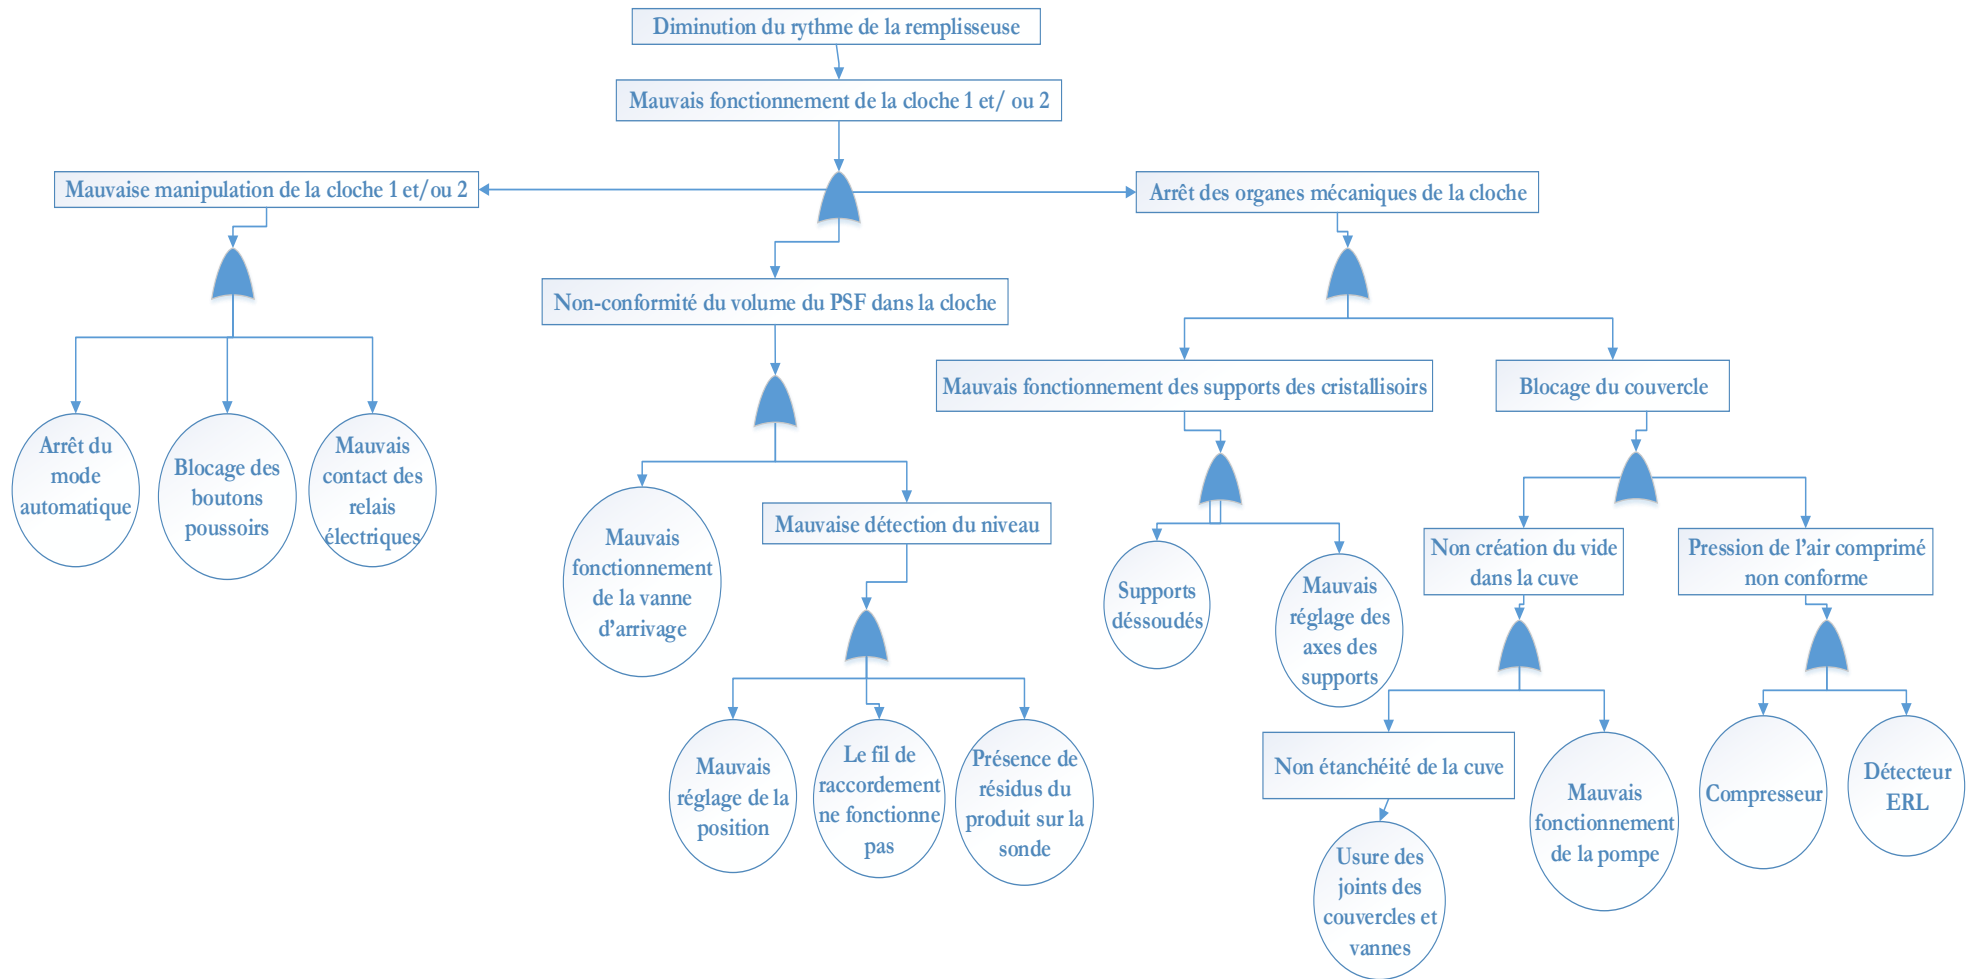 Diminution du rythme de la remplisseuse
Mauvais fonctionnement de la cloche 1 et/ ou 2
Mauvaise manipulation de la cloche 1 et/ou 2
Arrêt des organes mécaniques de la cloche
Non-conformité du volume du PSF dans la cloche
Mauvais fonctionnement des supports des cristallisoirs
Blocage du couvercle
Arrêt du
mode
automatique
Blocage des
boutons
poussoirs
Mauvais
contact des
relais
électriques
Mauvais
fonctionnement
de la vanne
d'arrivage
Mauvaise détection du niveau
Supports
déssoudés
Mauvais
réglage des
axes des
supports
Non création du vide
dans la cuve
Pression de l'air comprimé
non conforme
Mauvais
réglage de la
position
Le fil de
raccordement
ne fonctionne
pas
Présence de
résidus du
produit sur la
sonde
Non étanchéité de la cuve
Mauvais
fonctionnement
de la pompe
Compresseur
Détecteur
ERL
Usure des
joints des
couvercles et
vannes